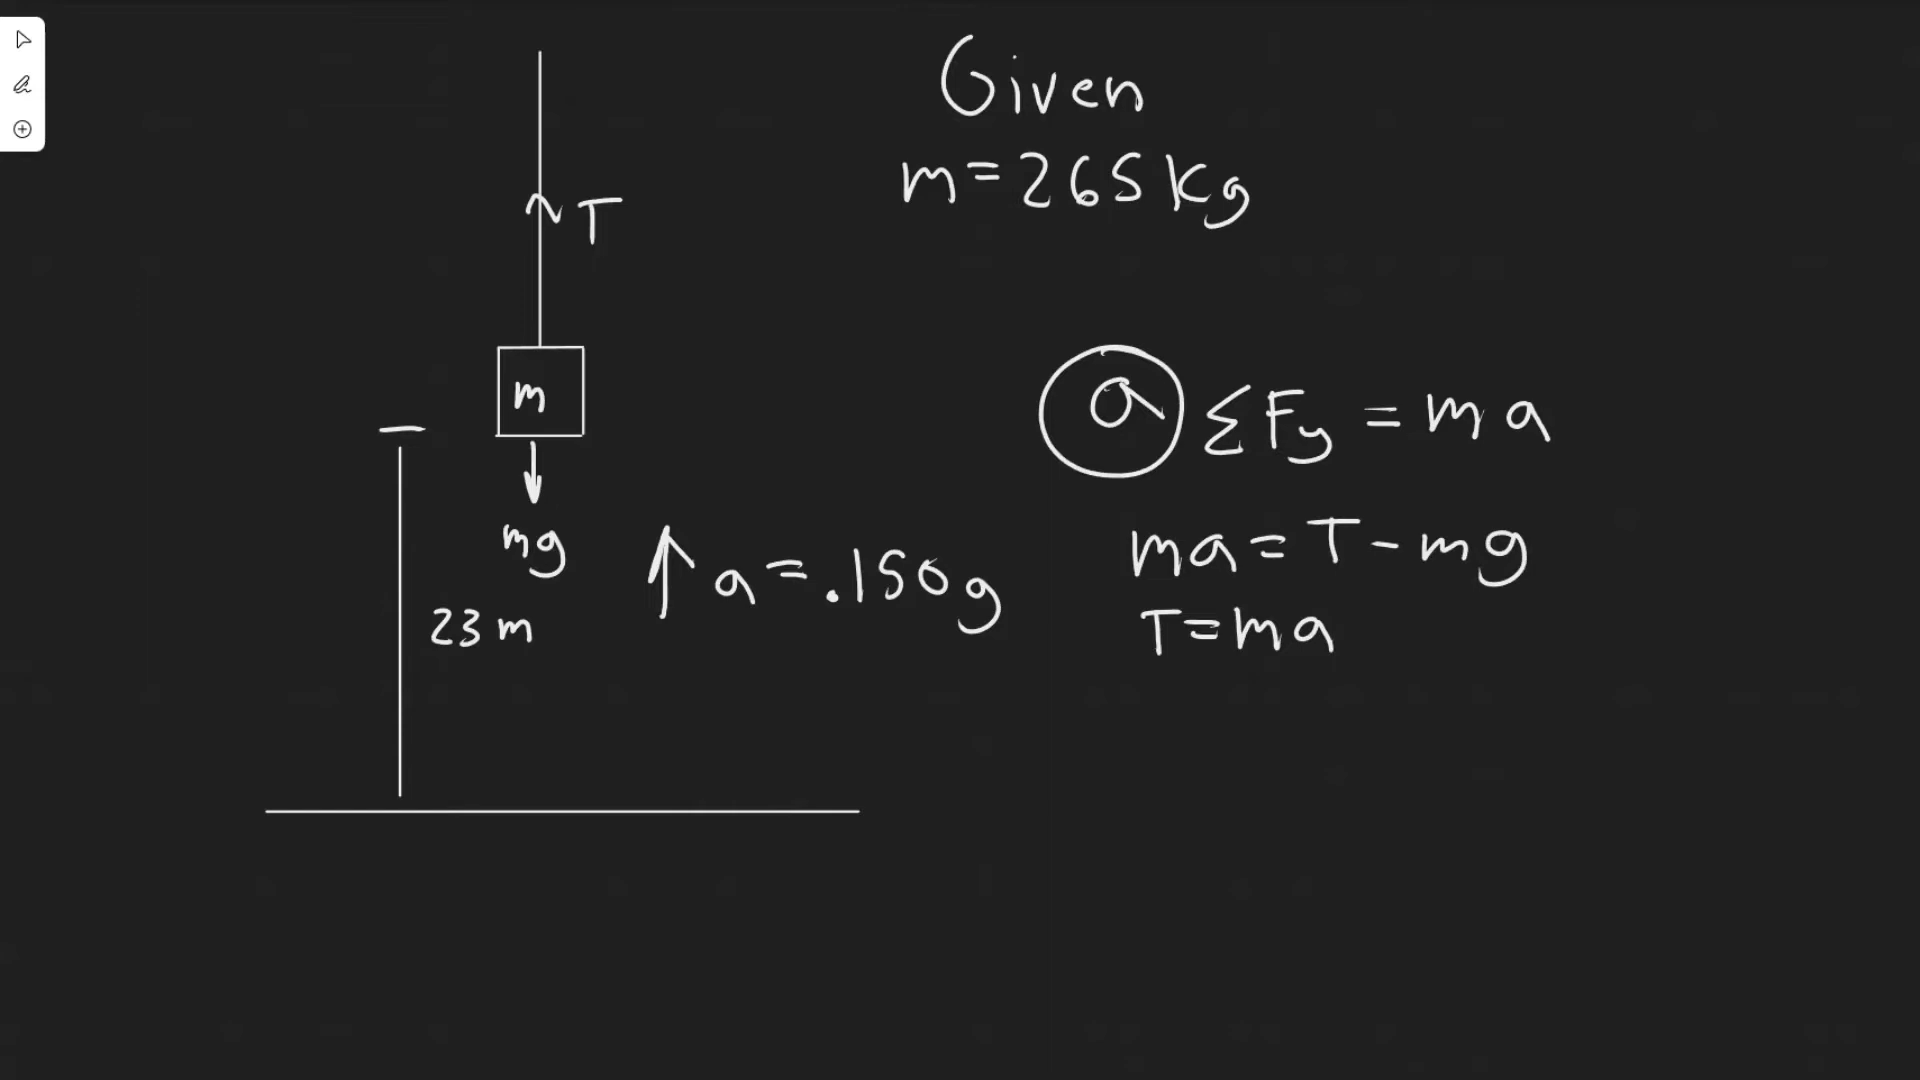 Given
m = 265 kg
T
m
mg
23 m
a = .150g
a ΣFy = ma
ma = T - mg
T = ma